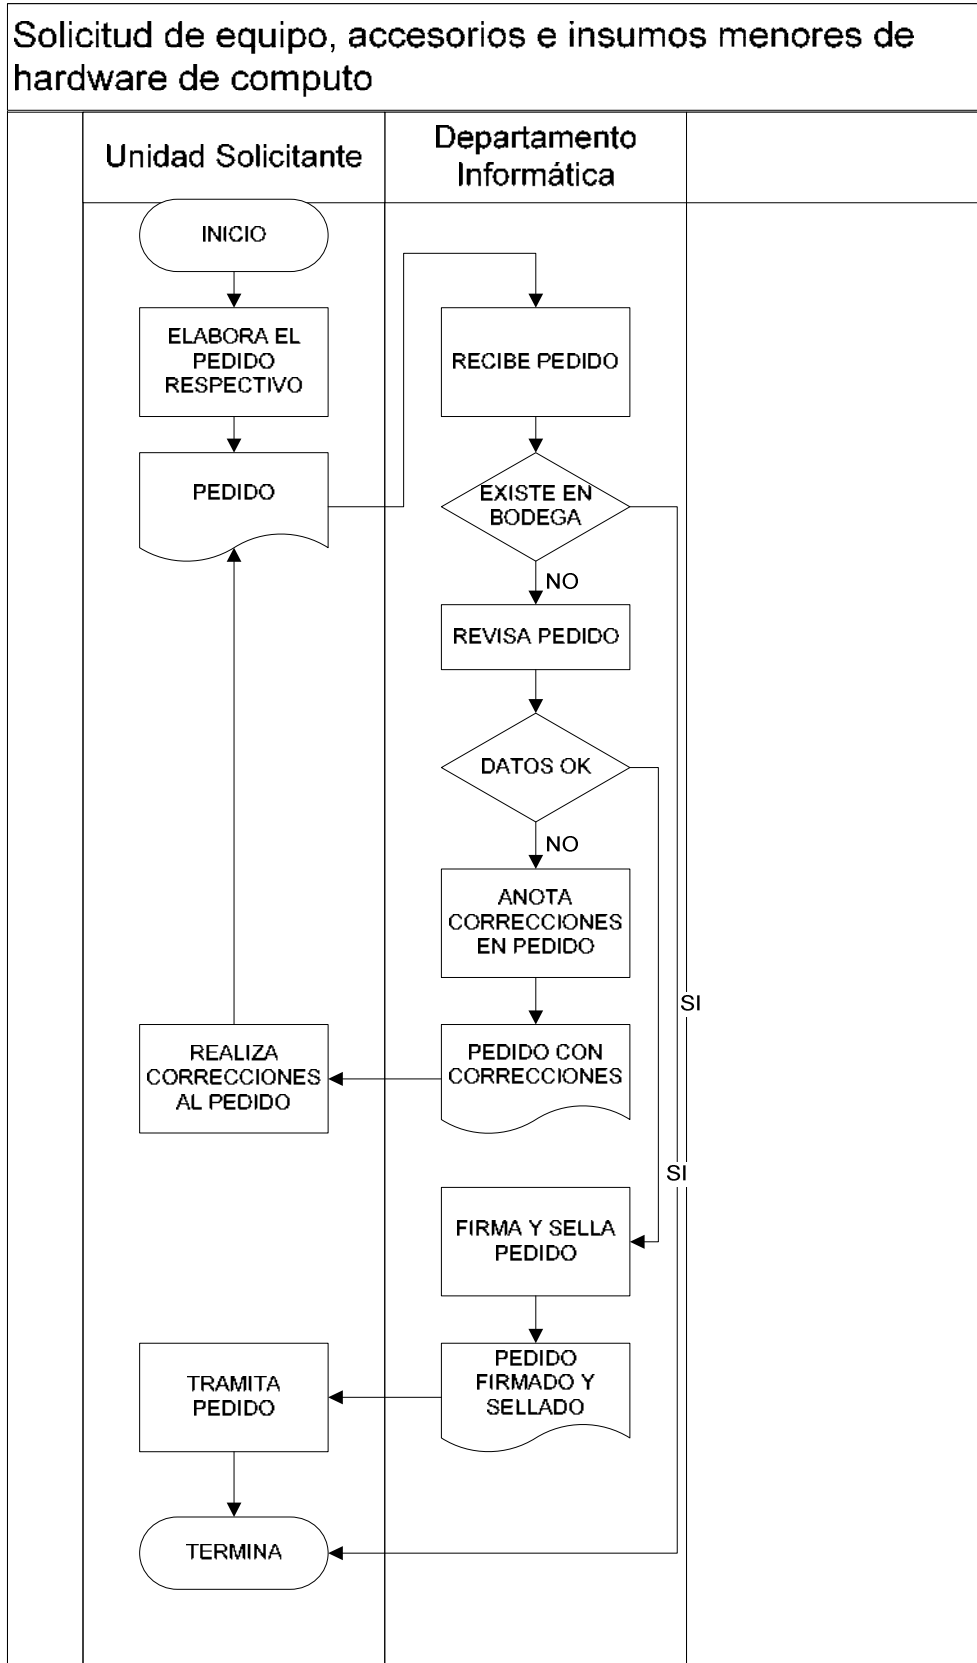 Solicitud de equipo, accesorios e insumos menores de
hardware de computo
Unidad Solicitante
Departamento
Informática
INICIO
ELABORA EL
PEDIDO
RESPECTIVO
RECIBE PEDIDO
PEDIDO
EXISTE EN
BODEGA
NO
REVISA PEDIDO
DATOS OK
NO
ANOTA
CORRECCIONES
EN PEDIDO
SI
PEDIDO CON
CORRECCIONES
REALIZA
CORRECCIONES
AL PEDIDO
SI
FIRMA Y SELLA
PEDIDO
PEDIDO
FIRMADO Y
SELLADO
TRAMITA
PEDIDO
TERMINA